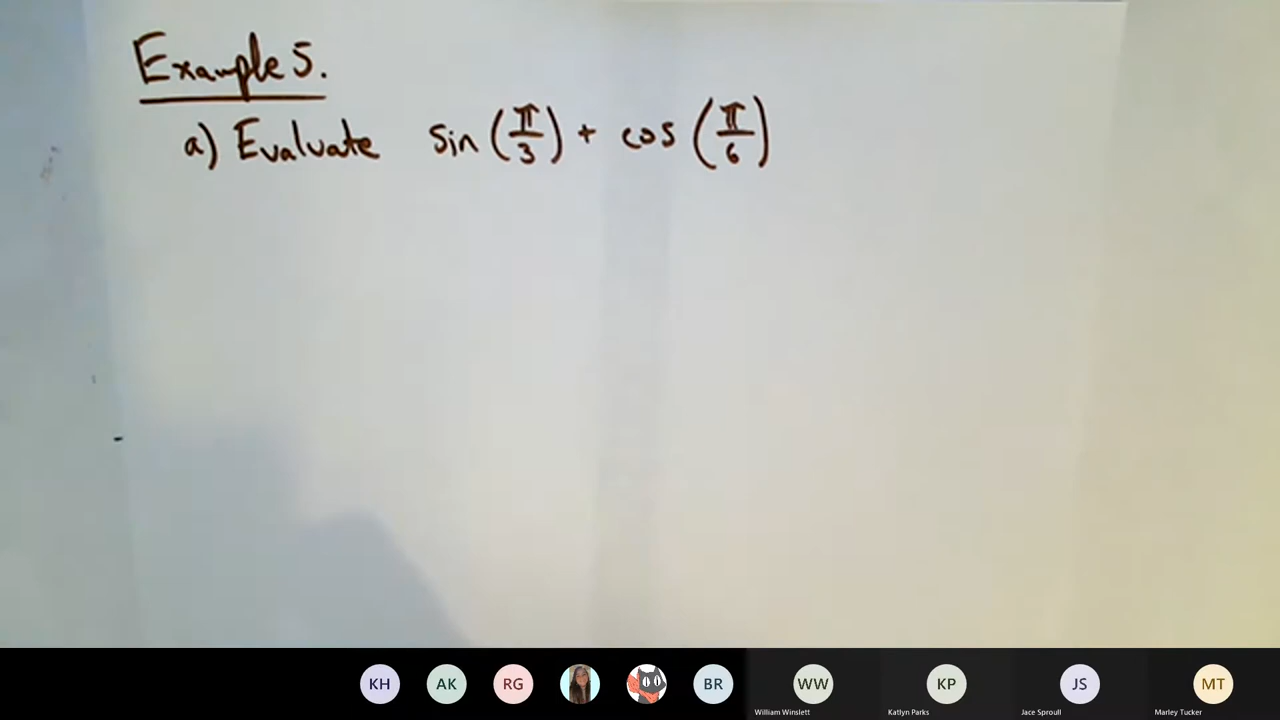 Example 5.
a) Evaluate sin (π/3) + cos (π/6)
KH AK RG BR WW KP JS MT
William Winslett Katlyn Parks Jace Sproull Marley Tucker